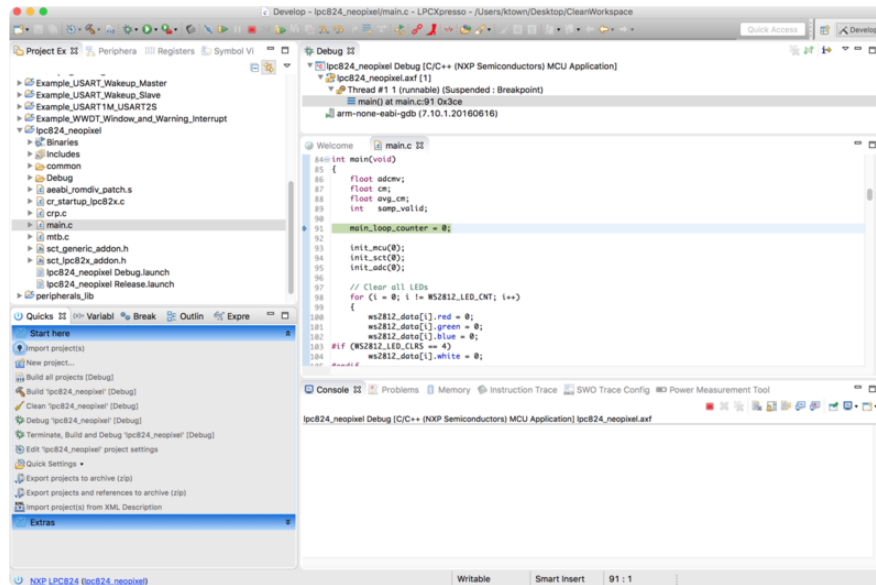 Develop - lpc824_neopixel/main.c - LPCXpresso - /Users/ktown/Desktop/CleanWorkspace
Quick Access
Develop
Project Ex
Periphera
Registers
Symbol Vi
Example_USART_Wakeup_Master
Example_USART_Wakeup_Slave
Example_USART1M_USART2S
Example_WWDT_Window_and_Warning_Interrupt
lpc824_neopixel
Binaries
Includes
common
Debug
aeabi_romdiv_patch.s
cr_startup_lpc82x.c
crp.c
main.c
mtb.c
sct_generic_addon.h
sct_lpc82x_addon.h
lpc824_neopixel Debug.launch
lpc824_neopixel Release.launch
peripherals_lib
Quicks
(x)= Variabl
Break
Outlin
Expre
Start here
Import project(s)
New project...
Build all projects [Debug]
Build 'lpc824_neopixel' [Debug]
Clean 'lpc824_neopixel' [Debug]
Debug 'lpc824_neopixel' [Debug]
Terminate, Build and Debug 'lpc824_neopixel' [Debug]
Edit 'lpc824_neopixel' project settings
Quick Settings
Export projects to archive (zip)
Export projects and references to archive (zip)
Import project(s) from XML Description
Extras
Debug
lpc824_neopixel Debug [C/C++ (NXP Semiconductors) MCU Application]
lpc824_neopixel.axf [1]
Thread #1 1 (runnable) (Suspended : Breakpoint)
main() at main.c:91 0x3ce
arm-none-eabi-gdb (7.10.1.20160616)
Welcome
main.c
84 int main(void)
85 {
86 float adcmv;
87 float cm;
88 float avg_cm;
89 int samp_valid;
90
91 main_loop_counter = 0;
92
93 init_mcu(0);
94 init_sct(0);
95 init_adc(0);
96
97 // Clear all LEDs
98 for (i = 0; i != WS2812_LED_CNT; i++)
99 {
100 ws2812_data[i].red = 0;
101 ws2812_data[i].green = 0;
102 ws2812_data[i].blue = 0;
103 #if (WS2812_LED_CLRS == 4)
104 ws2812_data[i].white = 0;
105 #endif
Console
Problems
Memory
Instruction Trace
SWO Trace Config
Power Measurement Tool
lpc824_neopixel Debug [C/C++ (NXP Semiconductors) MCU Application] lpc824_neopixel.axf
NXP LPC824 (lpc824_neopixel)
Writable
Smart Insert
91 : 1